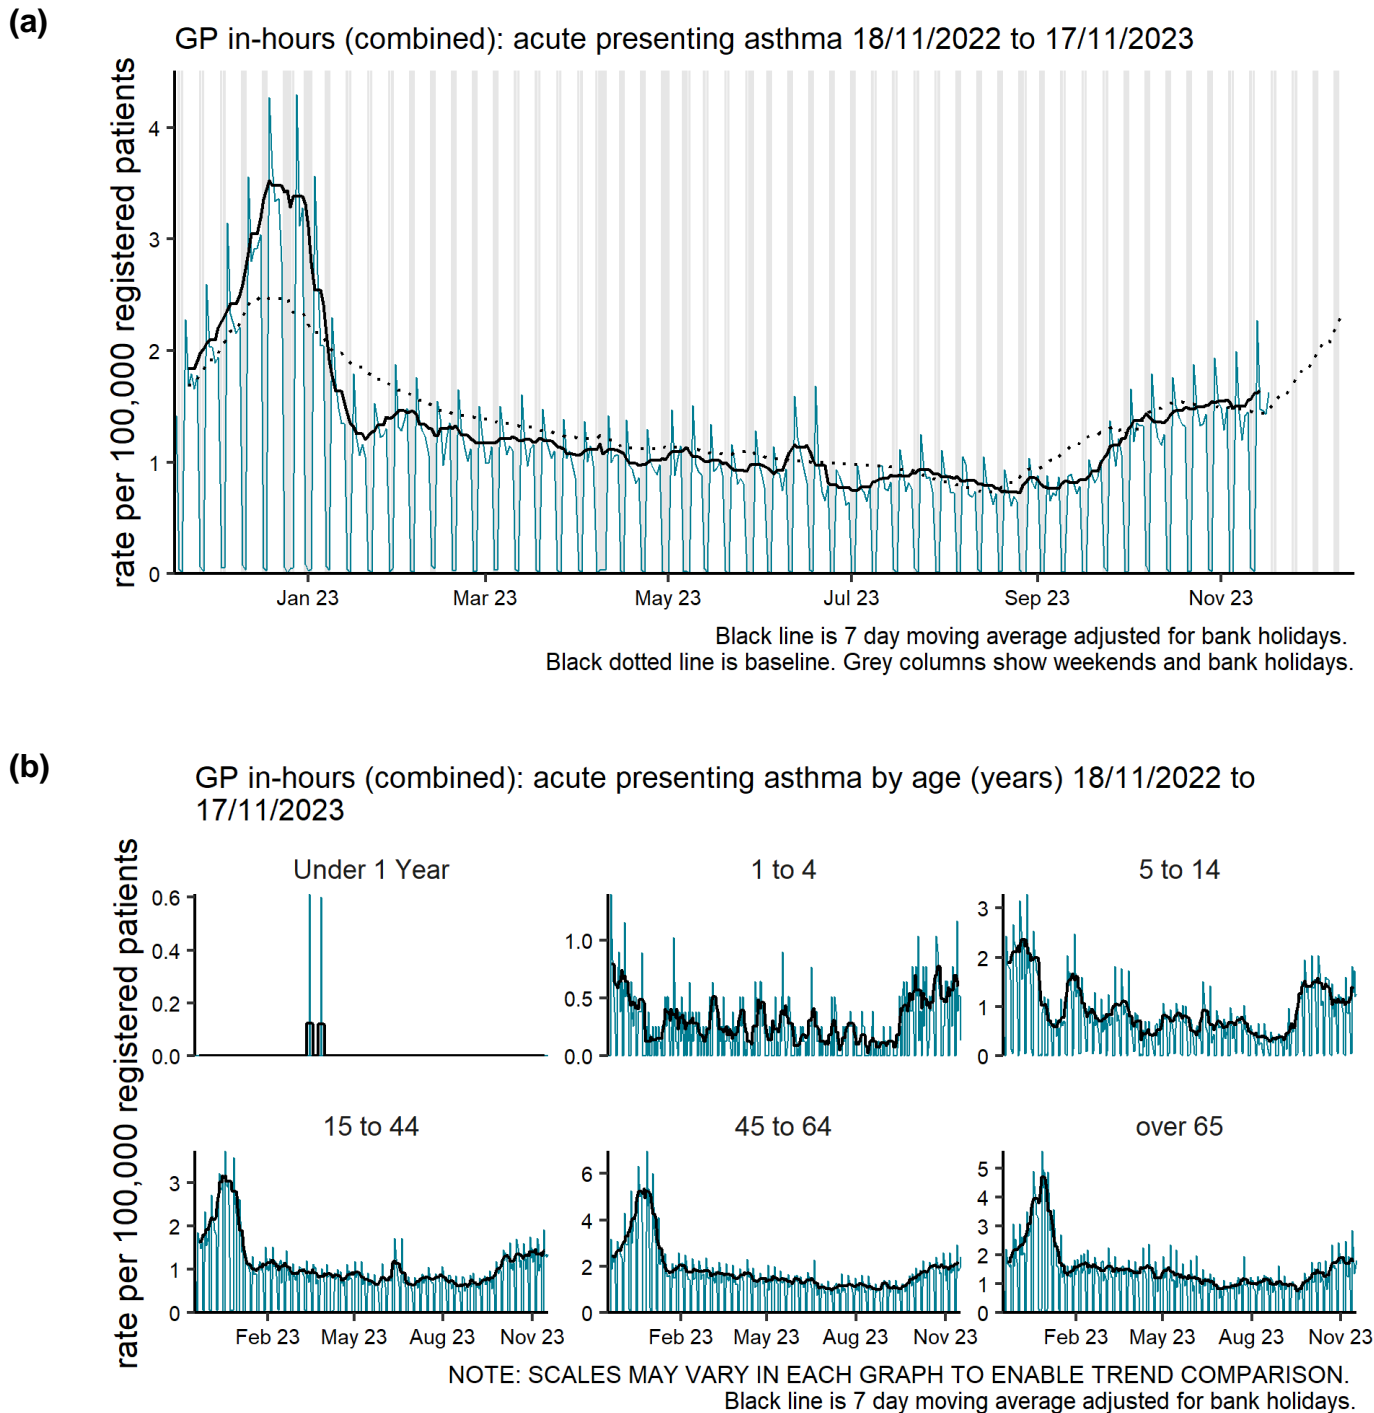 (a)
GP in-hours (combined): acute presenting asthma 18/11/2022 to 17/11/2023
rate per 100,000 registered patients
4
3
2
1
0
Jan 23 Mar 23 May 23 Jul 23 Sep 23 Nov 23
Black line is 7 day moving average adjusted for bank holidays.
Black dotted line is baseline. Grey columns show weekends and bank holidays.
(b)
GP in-hours (combined): acute presenting asthma by age (years) 18/11/2022 to
17/11/2023
rate per 100,000 registered patients
Under 1 Year
0.6
0.4
0.2
0.0
1 to 4
1.0
0.5
0.0
5 to 14
3
2
1
0
15 to 44
3
2
1
0
Feb 23 May 23 Aug 23 Nov 23
45 to 64
6
4
2
0
Feb 23 May 23 Aug 23 Nov 23
over 65
5
4
3
2
1
0
Feb 23 May 23 Aug 23 Nov 23
NOTE: SCALES MAY VARY IN EACH GRAPH TO ENABLE TREND COMPARISON.
Black line is 7 day moving average adjusted for bank holidays.